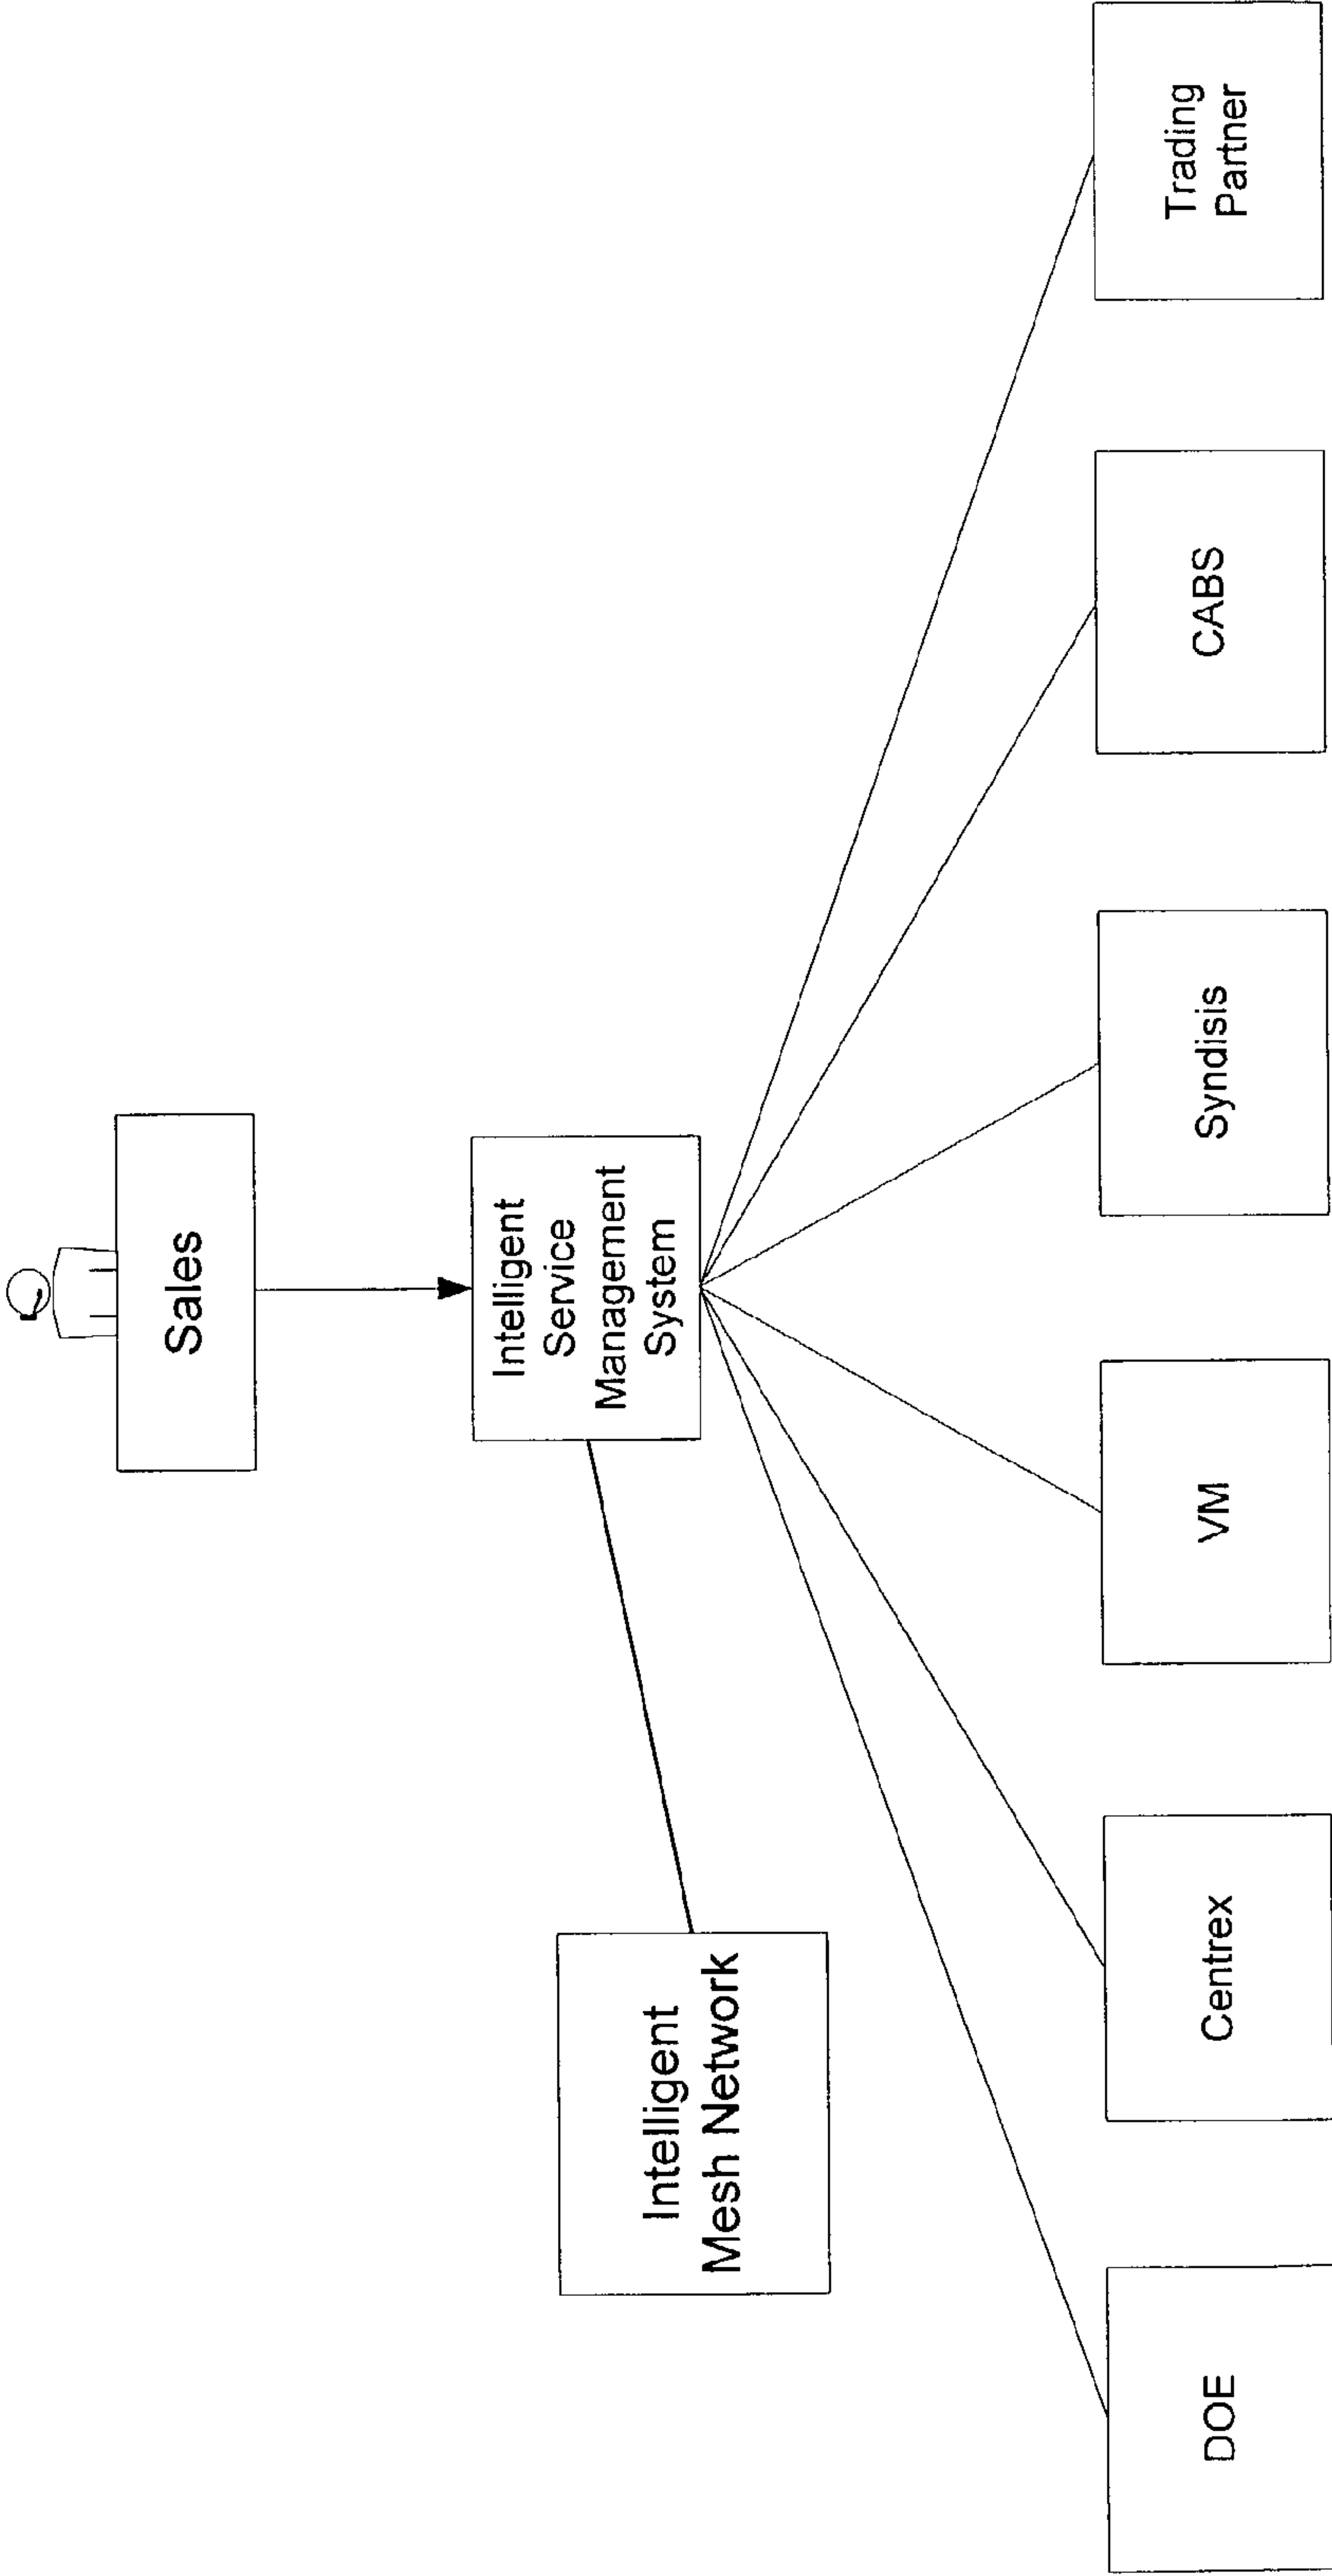 Sales
Intelligent
Service
Management
System
Intelligent
Mesh Network
DOE
Centrex
VM
Syndisis
CABS
Trading
Partner